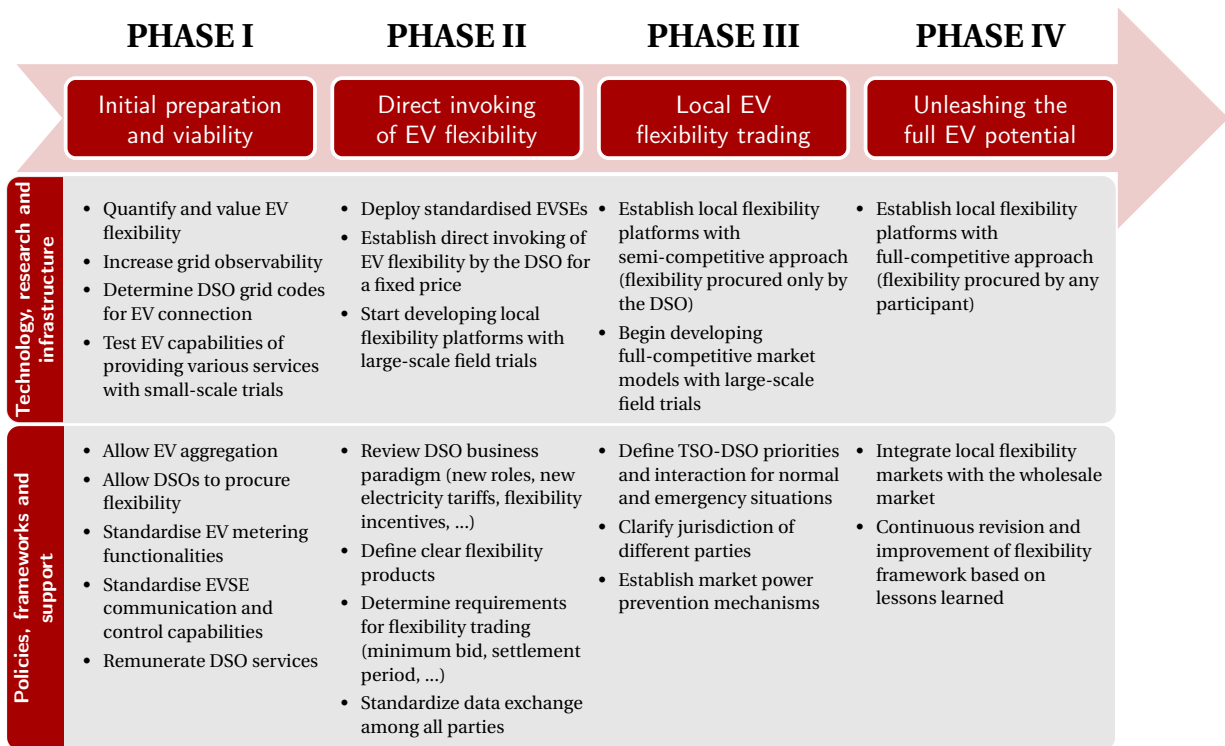 PHASE I
PHASE II
PHASE III
PHASE IV
Initial preparation
and viability
Direct invoking
of EV flexibility
Local EV
flexibility trading
Unleashing the
full EV potential
Technology, research and
infrastructure
• Quantify and value EV
flexibility
• Increase grid observability
• Determine DSO grid codes
for EV connection
• Test EV capabilities of
providing various services
with small-scale trials
• Deploy standardised EVSEs
• Establish direct invoking of
EV flexibility by the DSO for
a fixed price
• Start developing local
flexibility platforms with
large-scale field trials
• Establish local flexibility
platforms with
semi-competitive approach
(flexibility procured only by
the DSO)
• Begin developing
full-competitive market
models with large-scale
field trials
• Establish local flexibility
platforms with
full-competitive approach
(flexibility procured by any
participant)
Policies, frameworks and
support
• Allow EV aggregation
• Allow DSOs to procure
flexibility
• Standardise EV metering
functionalities
• Standardise EVSE
communication and
control capabilities
• Remunerate DSO services
• Review DSO business
paradigm (new roles, new
electricity tariffs, flexibility
incentives, ...)
• Define clear flexibility
products
• Determine requirements
for flexibility trading
(minimum bid, settlement
period, ...)
• Standardize data exchange
among all parties
• Define TSO-DSO priorities
and interaction for normal
and emergency situations
• Clarify jurisdiction of
different parties
• Establish market power
prevention mechanisms
• Integrate local flexibility
markets with the wholesale
market
• Continuous revision and
improvement of flexibility
framework based on
lessons learned